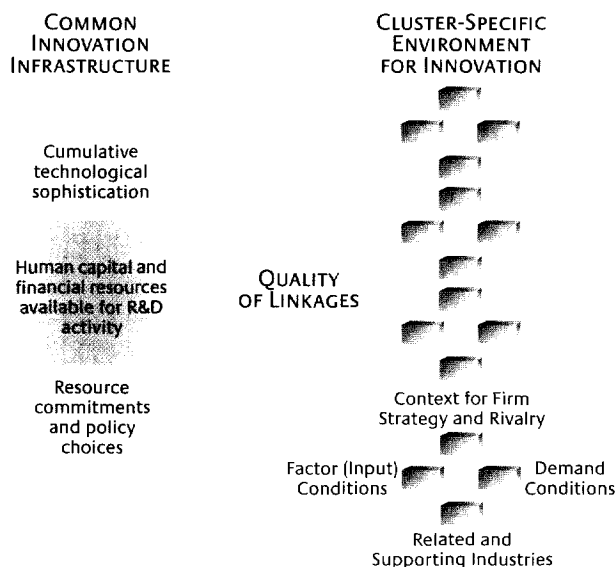 COMMON
INNOVATION
INFRASTRUCTURE
Cumulative
technological
sophistication
Human capital and
financial resources
available for R&D
activity
Resource
commitments
and policy
choices
QUALITY
OF LINKAGES
CLUSTER-SPECIFIC
ENVIRONMENT
FOR INNOVATION
Context for Firm
Strategy and Rivalry
Factor (Input)
Conditions
Demand
Conditions
Related and
Supporting Industries